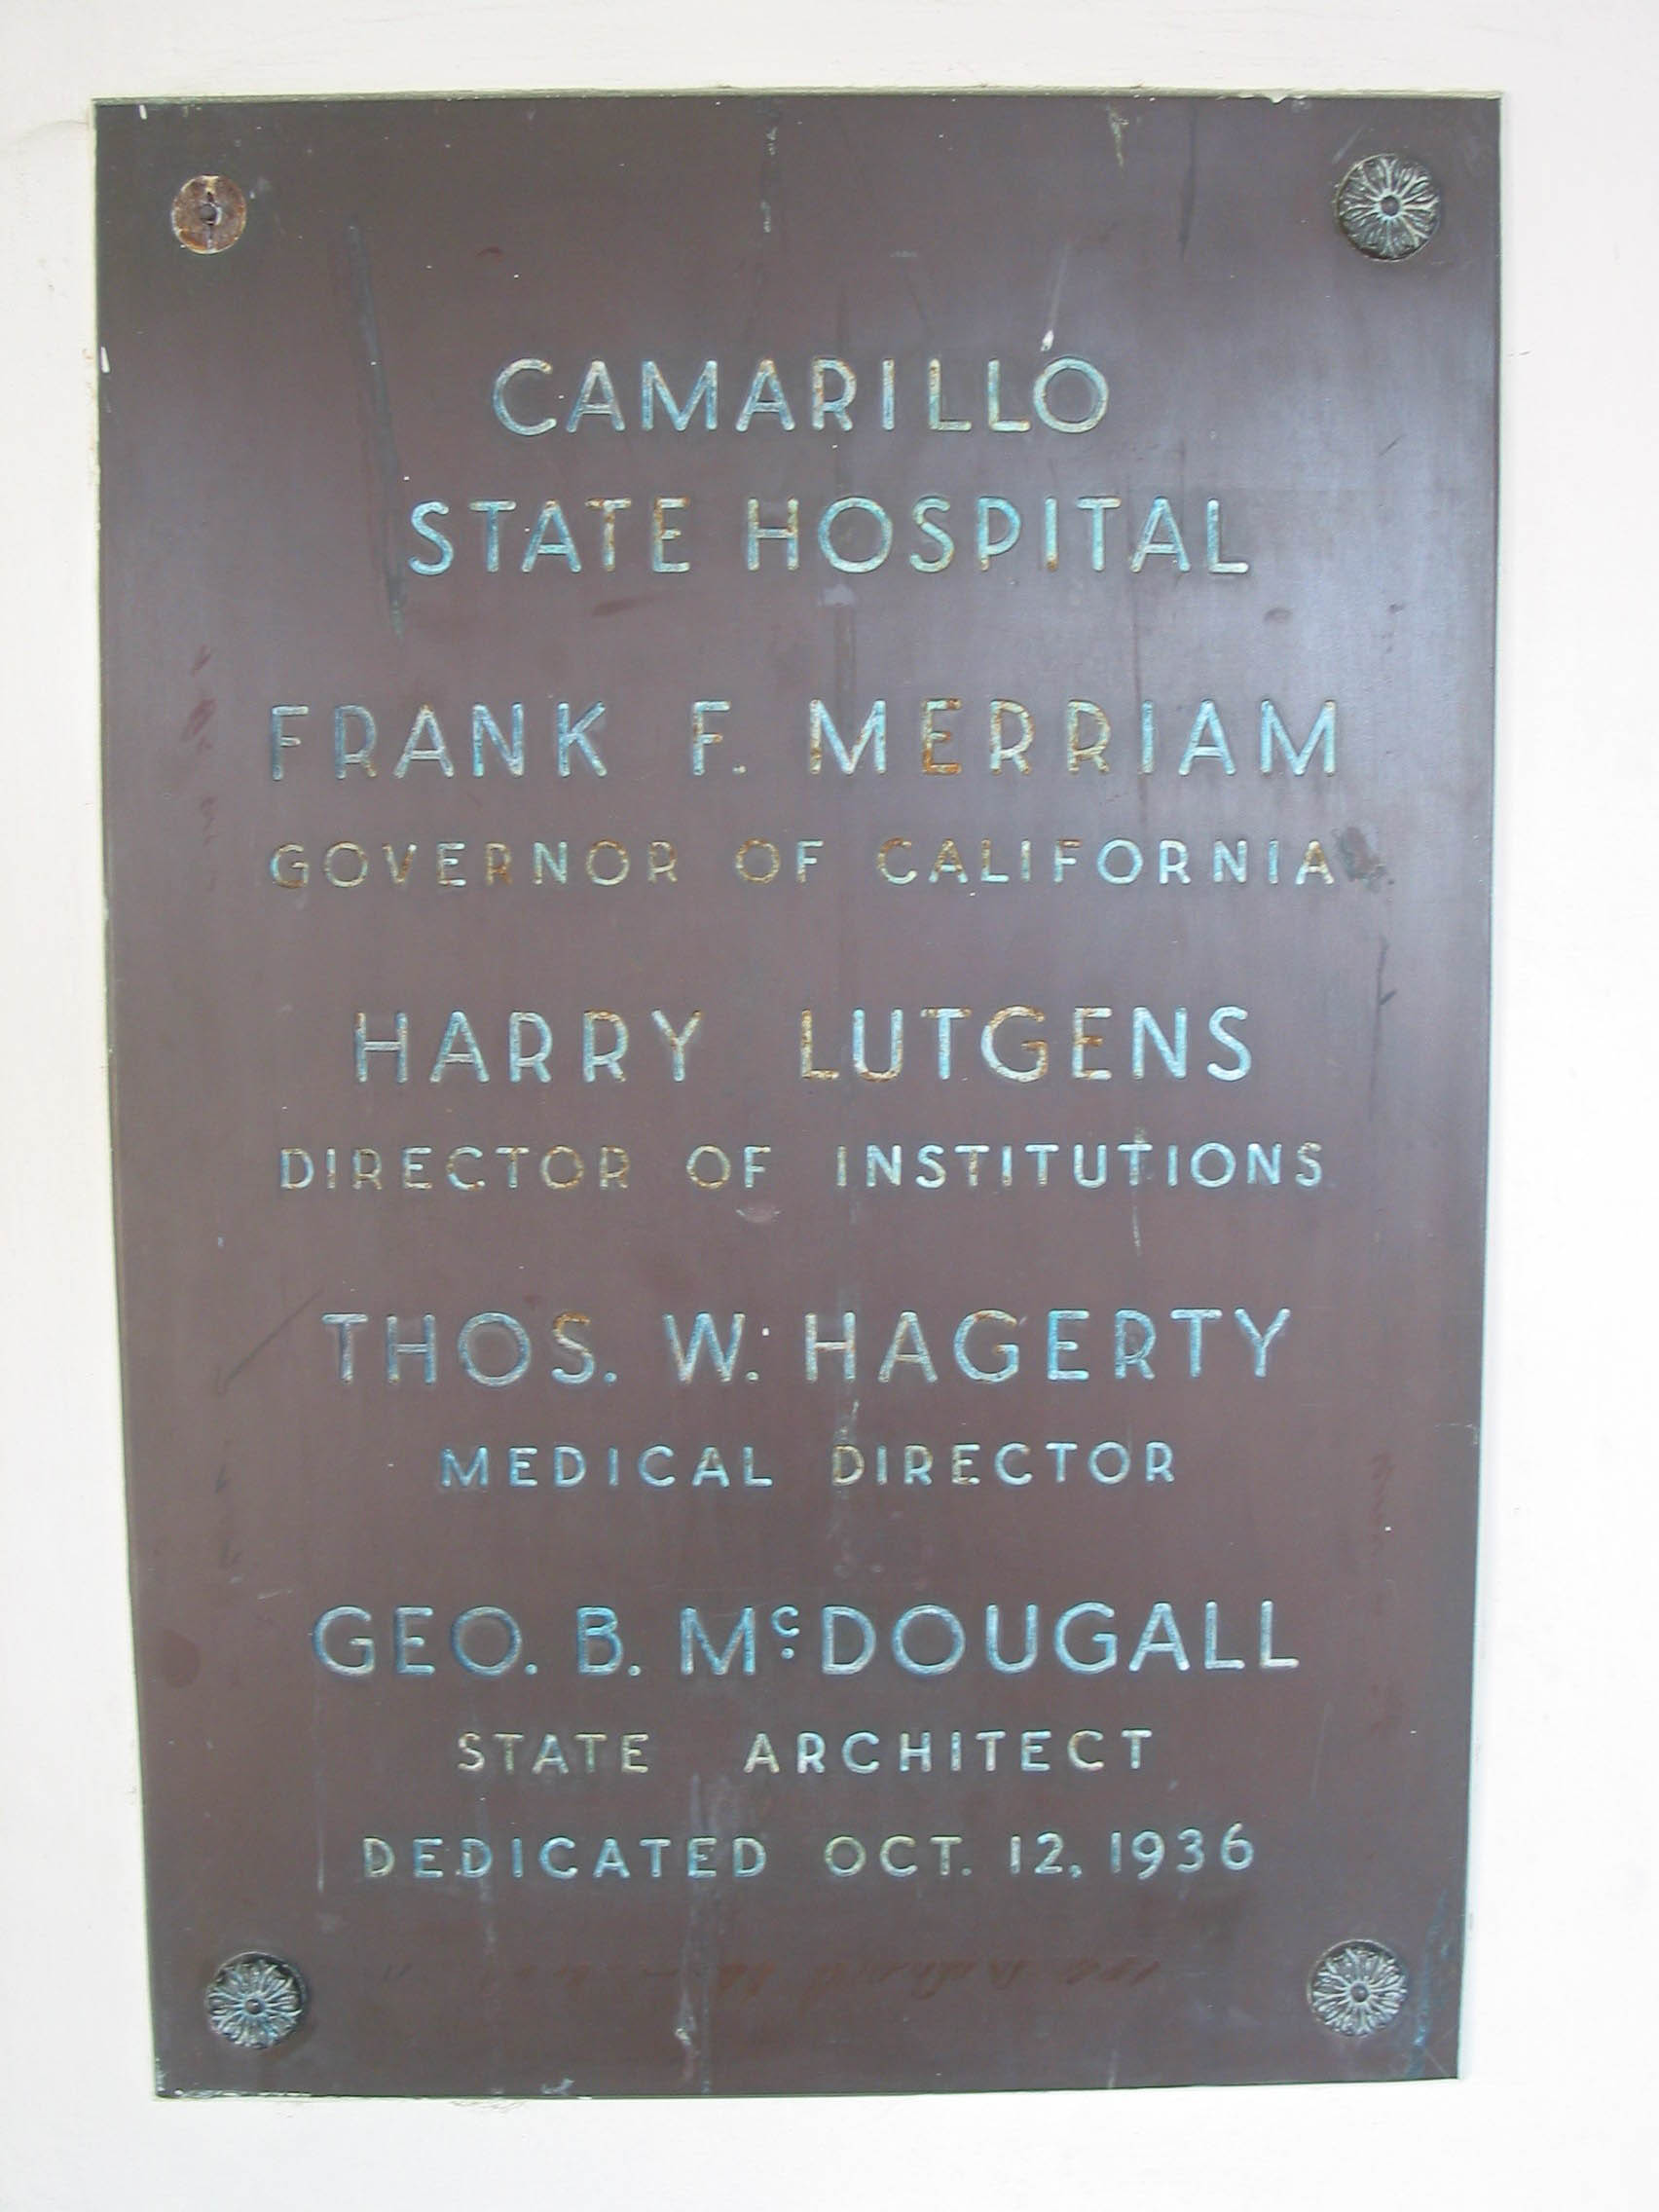 CAMARILLO
STATE HOSPITAL
FRANK F. MERRIAM
GOVERNOR OF CALIFORNIA
HARRY LUTGENS
DIRECTOR OF INSTITUTIONS
THOS. W. HAGERTY
MEDICAL DIRECTOR
GEO. B. McDOUGALL
STATE ARCHITECT
DEDICATED OCT. 12, 1936